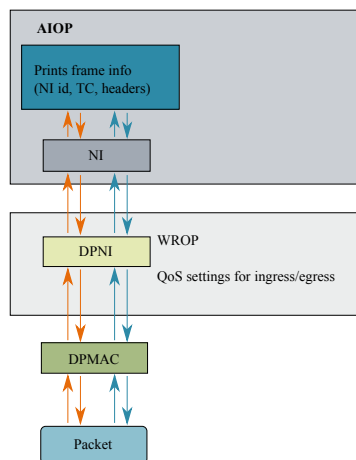 AIOP
Prints frame info
(NI id, TC, headers)
NI
WROP
DPNI
QoS settings for ingress/egress
DPMAC
Packet